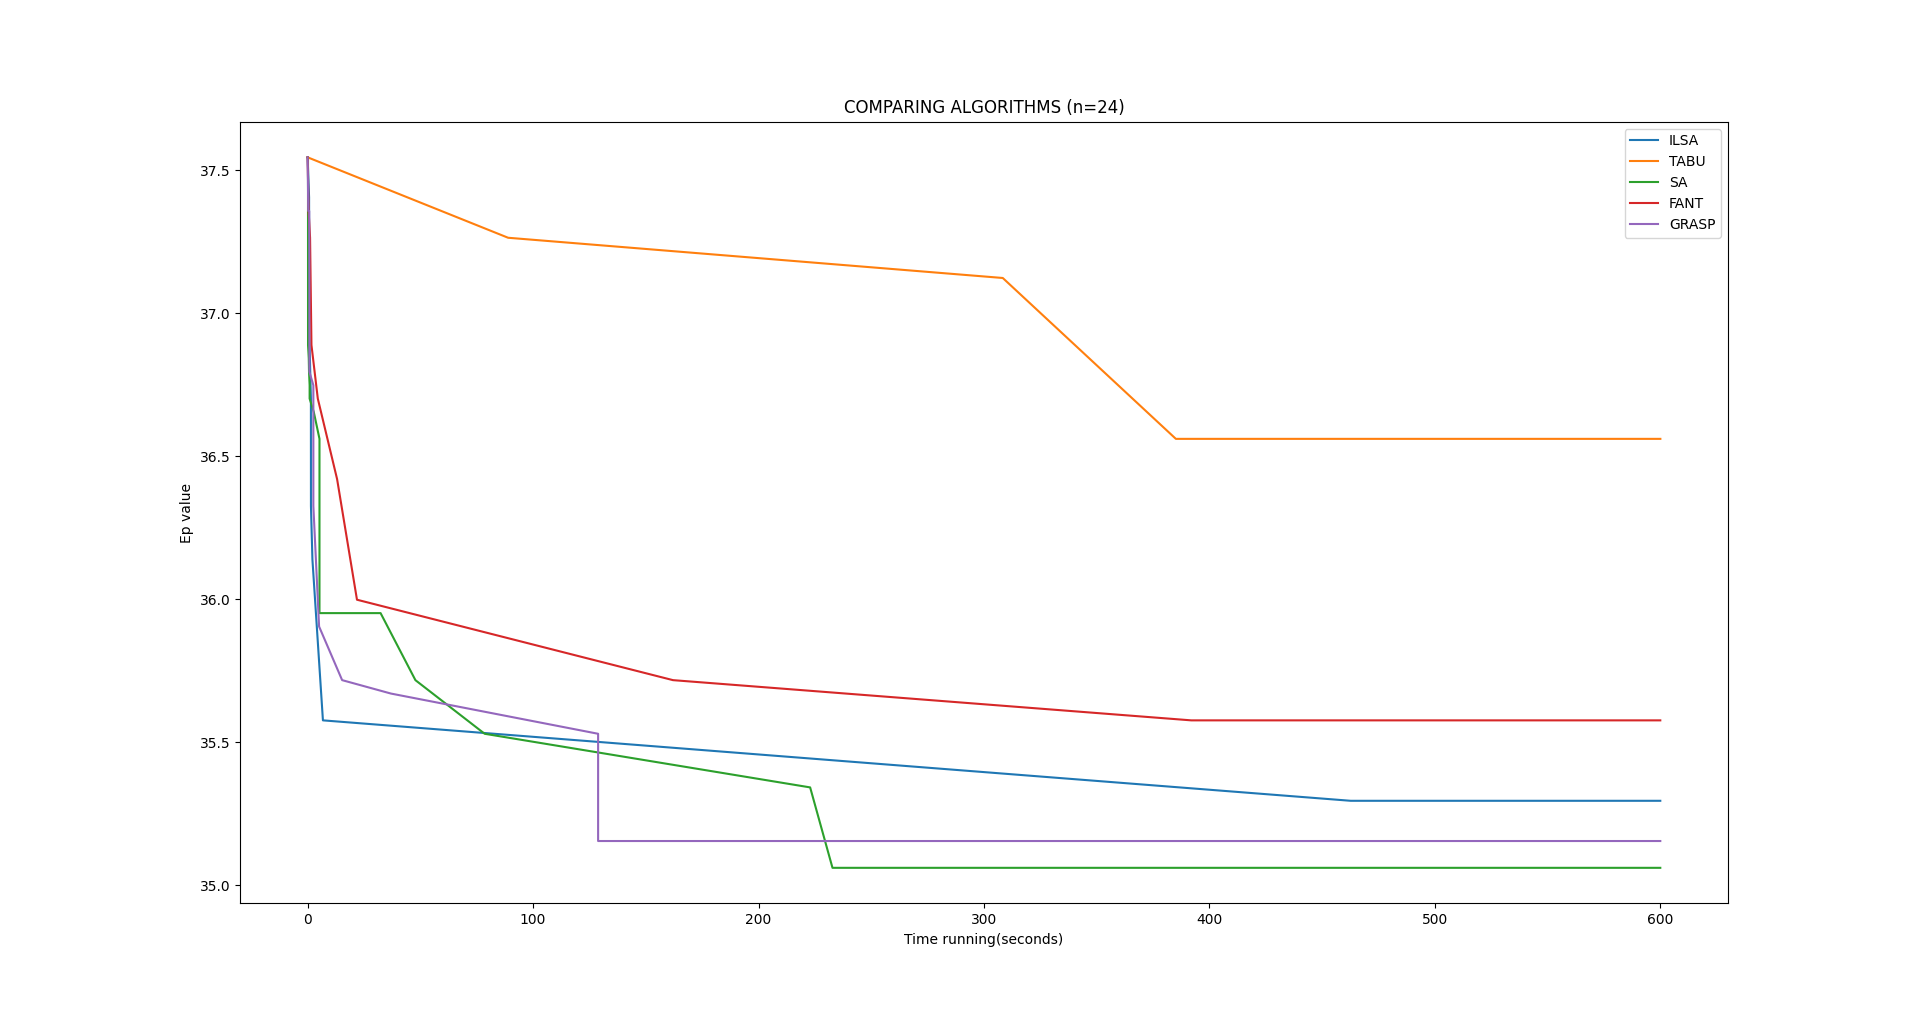 COMPARING ALGORITHMS (n=24)
ILSA
TABU
SA
FANT
GRASP
37.5
37.0
36.5
36.0
35.5
35.0
Ep value
0 100 200 300 400 500 600
Time running(seconds)